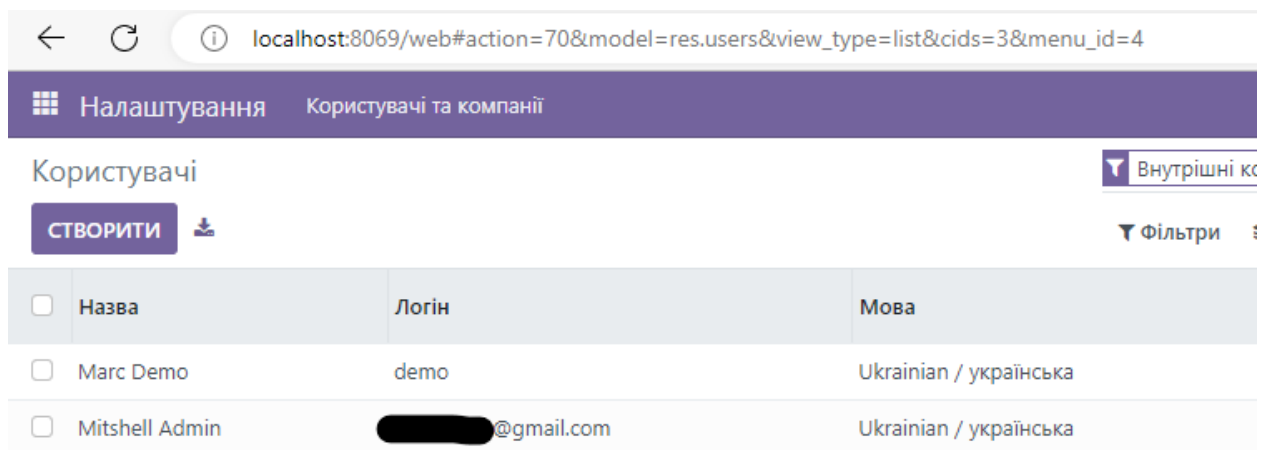 localhost:8069/web#action=70&model=res.users&view_type=list&cids=3&menu_id=4
Налаштування Користувачі та компанії
Користувачі Внутрішні
СТВОРИТИ Фільтри
Назва Логін Мова
Marc Demo demo Ukrainian / українська
Mitshell Admin @gmail.com Ukrainian / українська